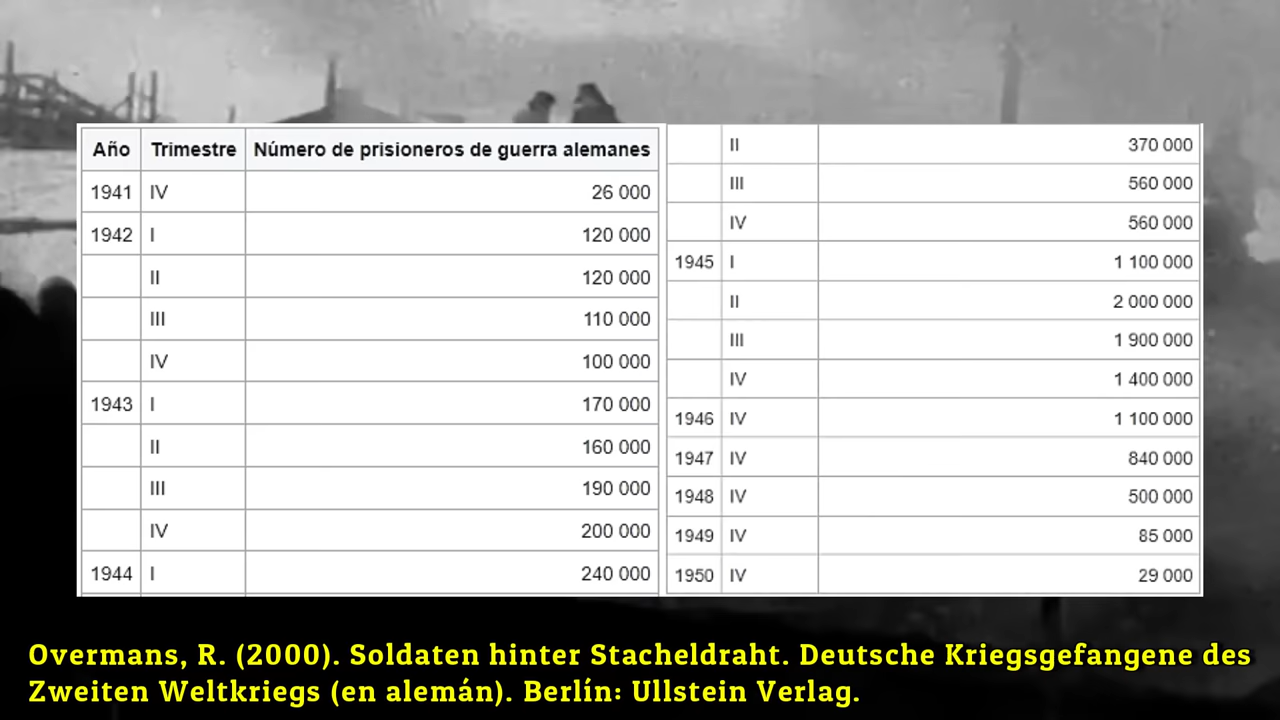 Año Trimestre Número de prisioneros de guerra alemanes
1941 IV 26 000
1942 I 120 000
II 120 000
III 110 000
IV 100 000
1943 I 170 000
II 160 000
III 190 000
IV 200 000
1944 I 240 000
II 370 000
III 560 000
IV 560 000
1945 I 1 100 000
II 2 000 000
III 1 900 000
IV 1 400 000
1946 IV 1 100 000
1947 IV 840 000
1948 IV 500 000
1949 IV 85 000
1950 IV 29 000
Overmans, R. (2000). Soldaten hinter Stacheldraht. Deutsche Kriegsgefangene des
Zweiten Weltkriegs (en alemán). Berlín: Ullstein Verlag.